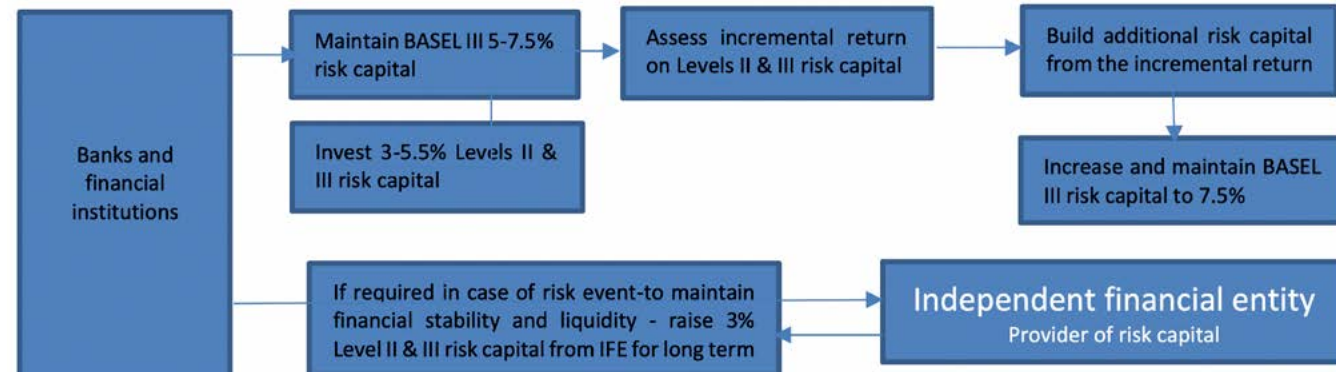 Banks and
financial
institutions
Maintain BASEL III 5-7.5%
risk capital
Invest 3-5.5% Levels II &
III risk capital
Assess incremental return
on Levels II & III risk capital
Build additional risk capital
from the incremental return
Increase and maintain BASEL
III risk capital to 7.5%
If required in case of risk event-to maintain
financial stability and liquidity - raise 3%
Level II & III risk capital from IFE for long term
Independent financial entity
Provider of risk capital